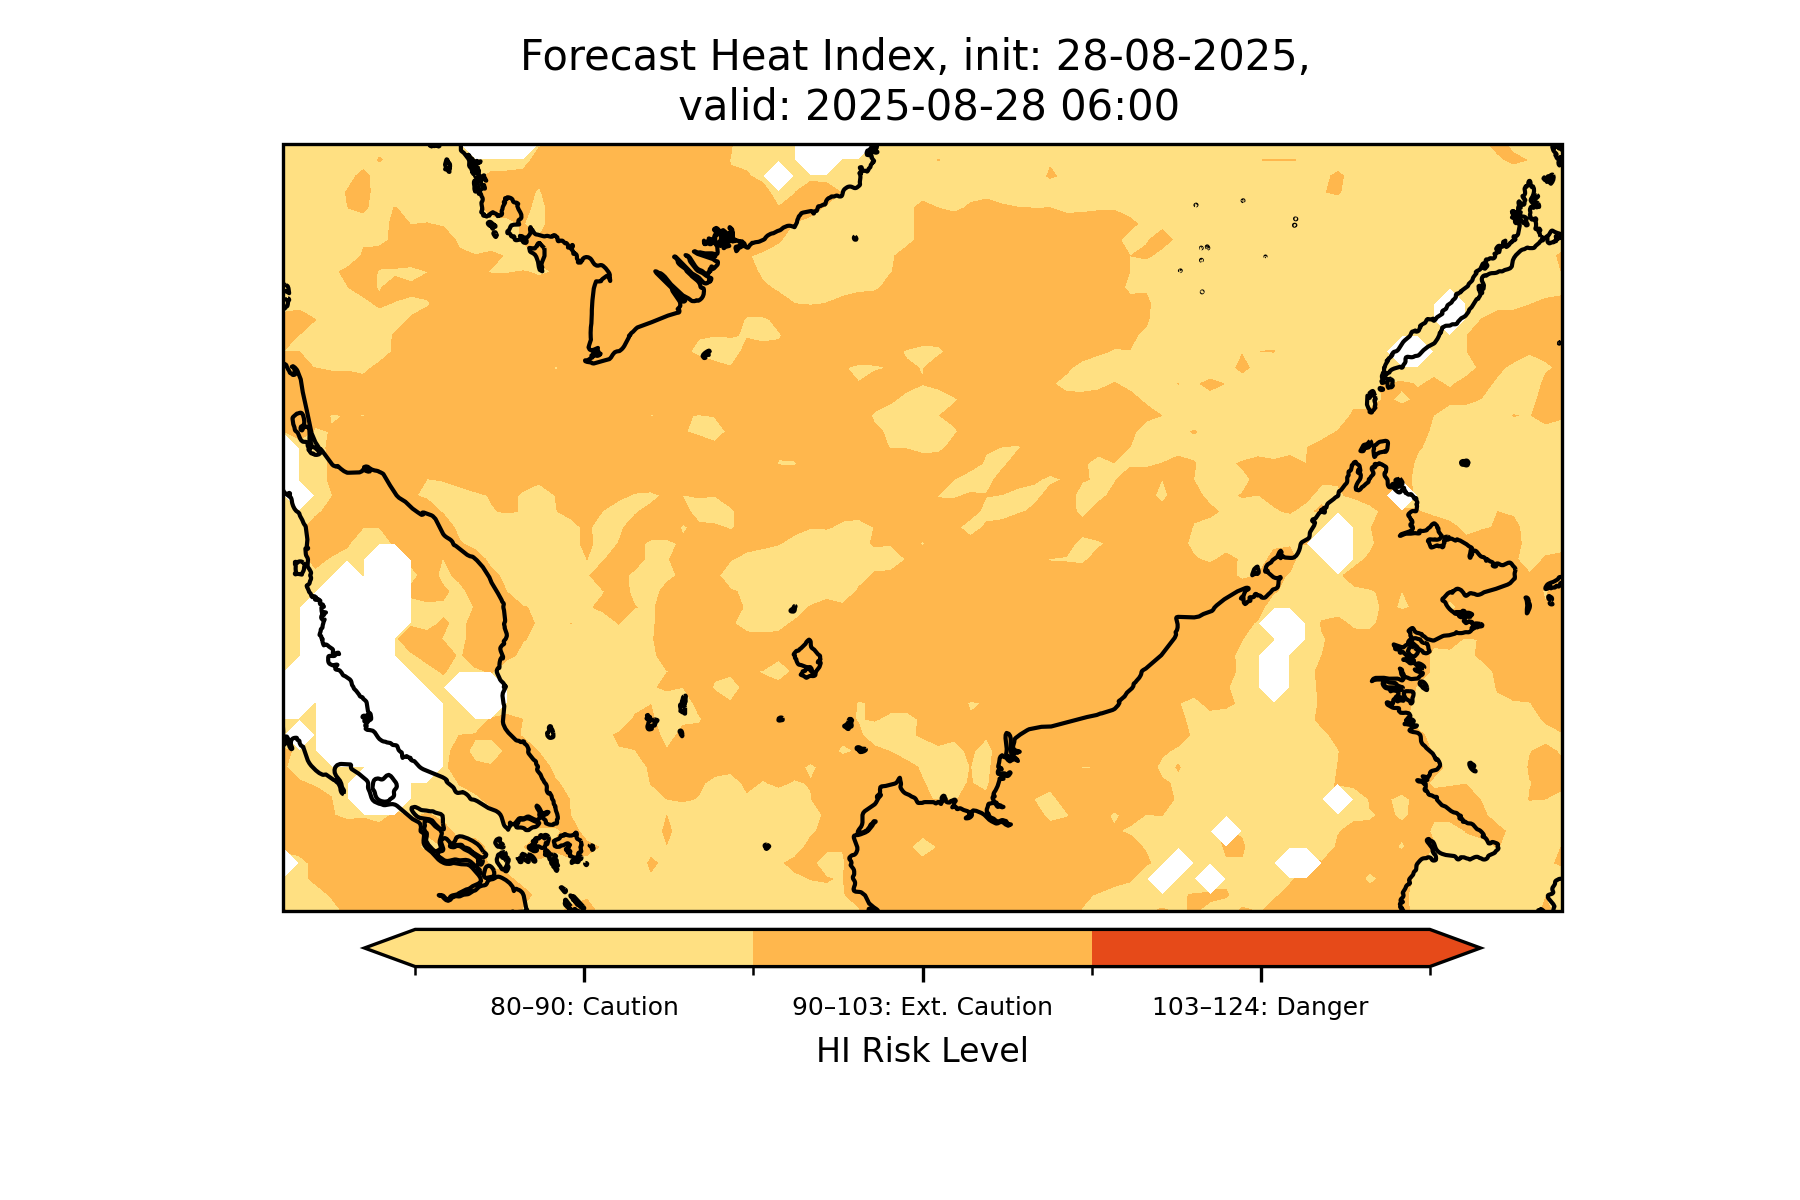 Forecast Heat Index, init: 28-08-2025,
valid: 2025-08-28 06:00
80–90: Caution
90–103: Ext. Caution
103–124: Danger
HI Risk Level